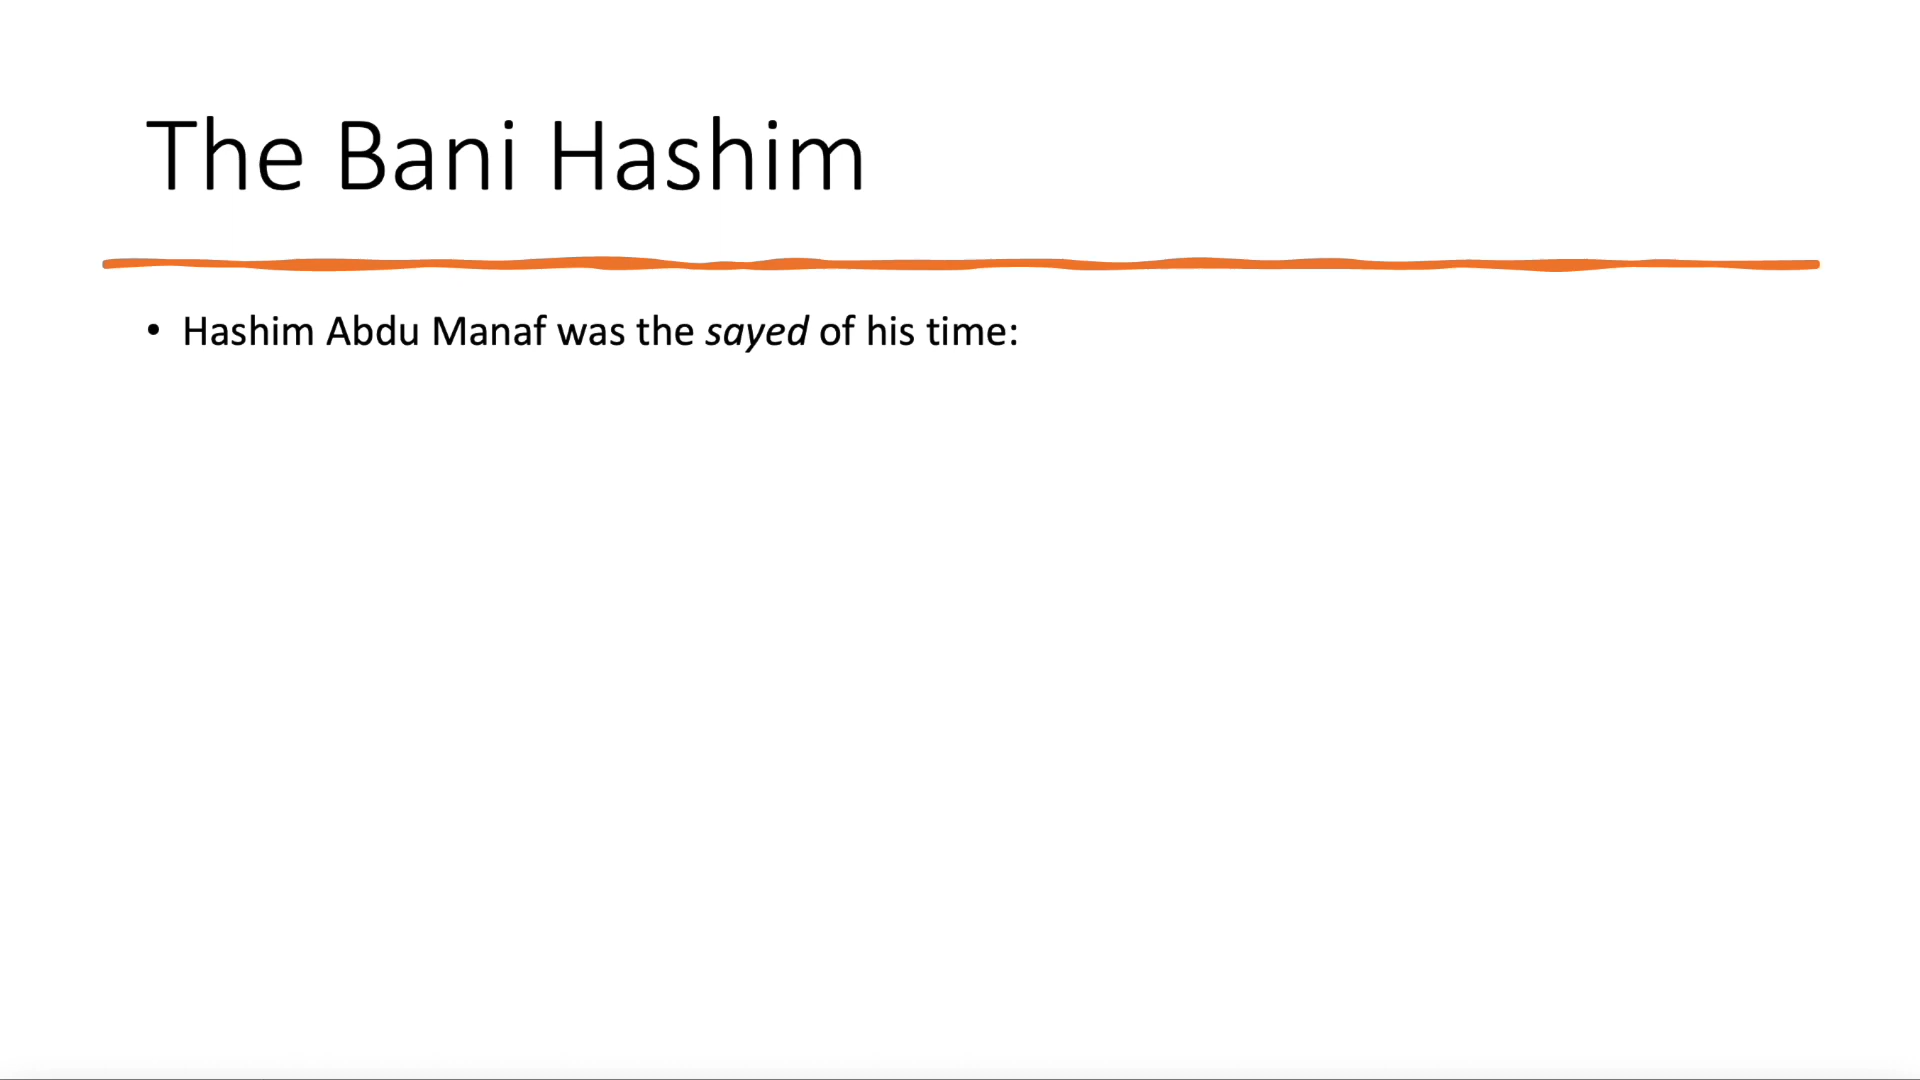 The Bani Hashim
• Hashim Abdu Manaf was the sayed of his time: